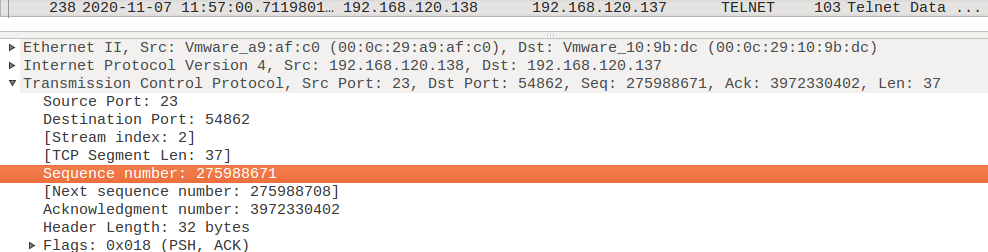 238 2020-11-07 11:57:00.7119801… 192.168.120.138 192.168.120.137 TELNET 103 Telnet Data ...
Ethernet II, Src: Vmware_a9:af:c0 (00:0c:29:a9:af:c0), Dst: Vmware_10:9b:dc (00:0c:29:10:9b:dc)
Internet Protocol Version 4, Src: 192.168.120.138, Dst: 192.168.120.137
Transmission Control Protocol, Src Port: 23, Dst Port: 54862, Seq: 275988671, Ack: 3972330402, Len: 37
Source Port: 23
Destination Port: 54862
[Stream index: 2]
[TCP Segment Len: 37]
Sequence number: 275988671
[Next sequence number: 275988708]
Acknowledgment number: 3972330402
Header Length: 32 bytes
Flags: 0x018 (PSH, ACK)